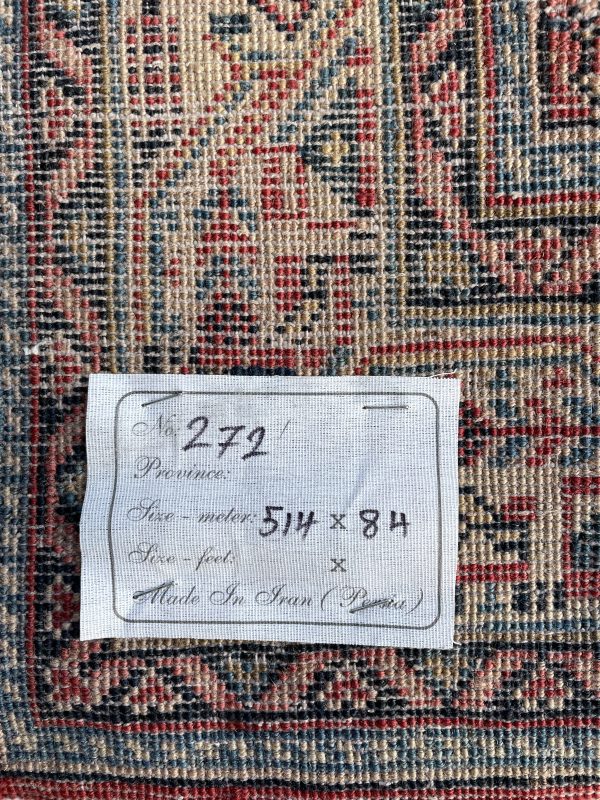 No. 272
Province:
Size - meter: 514 x 84
Size - feet: x
Made In Iran (Persia)